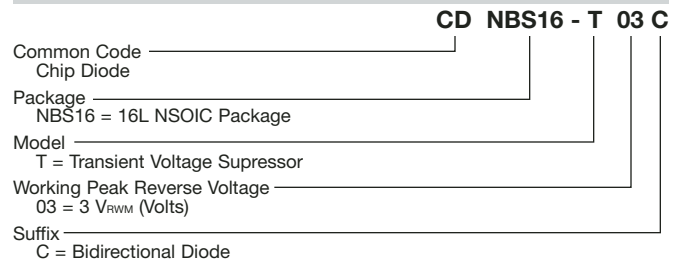 CD NBS16 - T 03 C
Common Code
Chip Diode
Package
NBS16 = 16L NSOIC Package
Model
T = Transient Voltage Supressor
Working Peak Reverse Voltage
03 = 3 VRWM (Volts)
Suffix
C = Bidirectional Diode